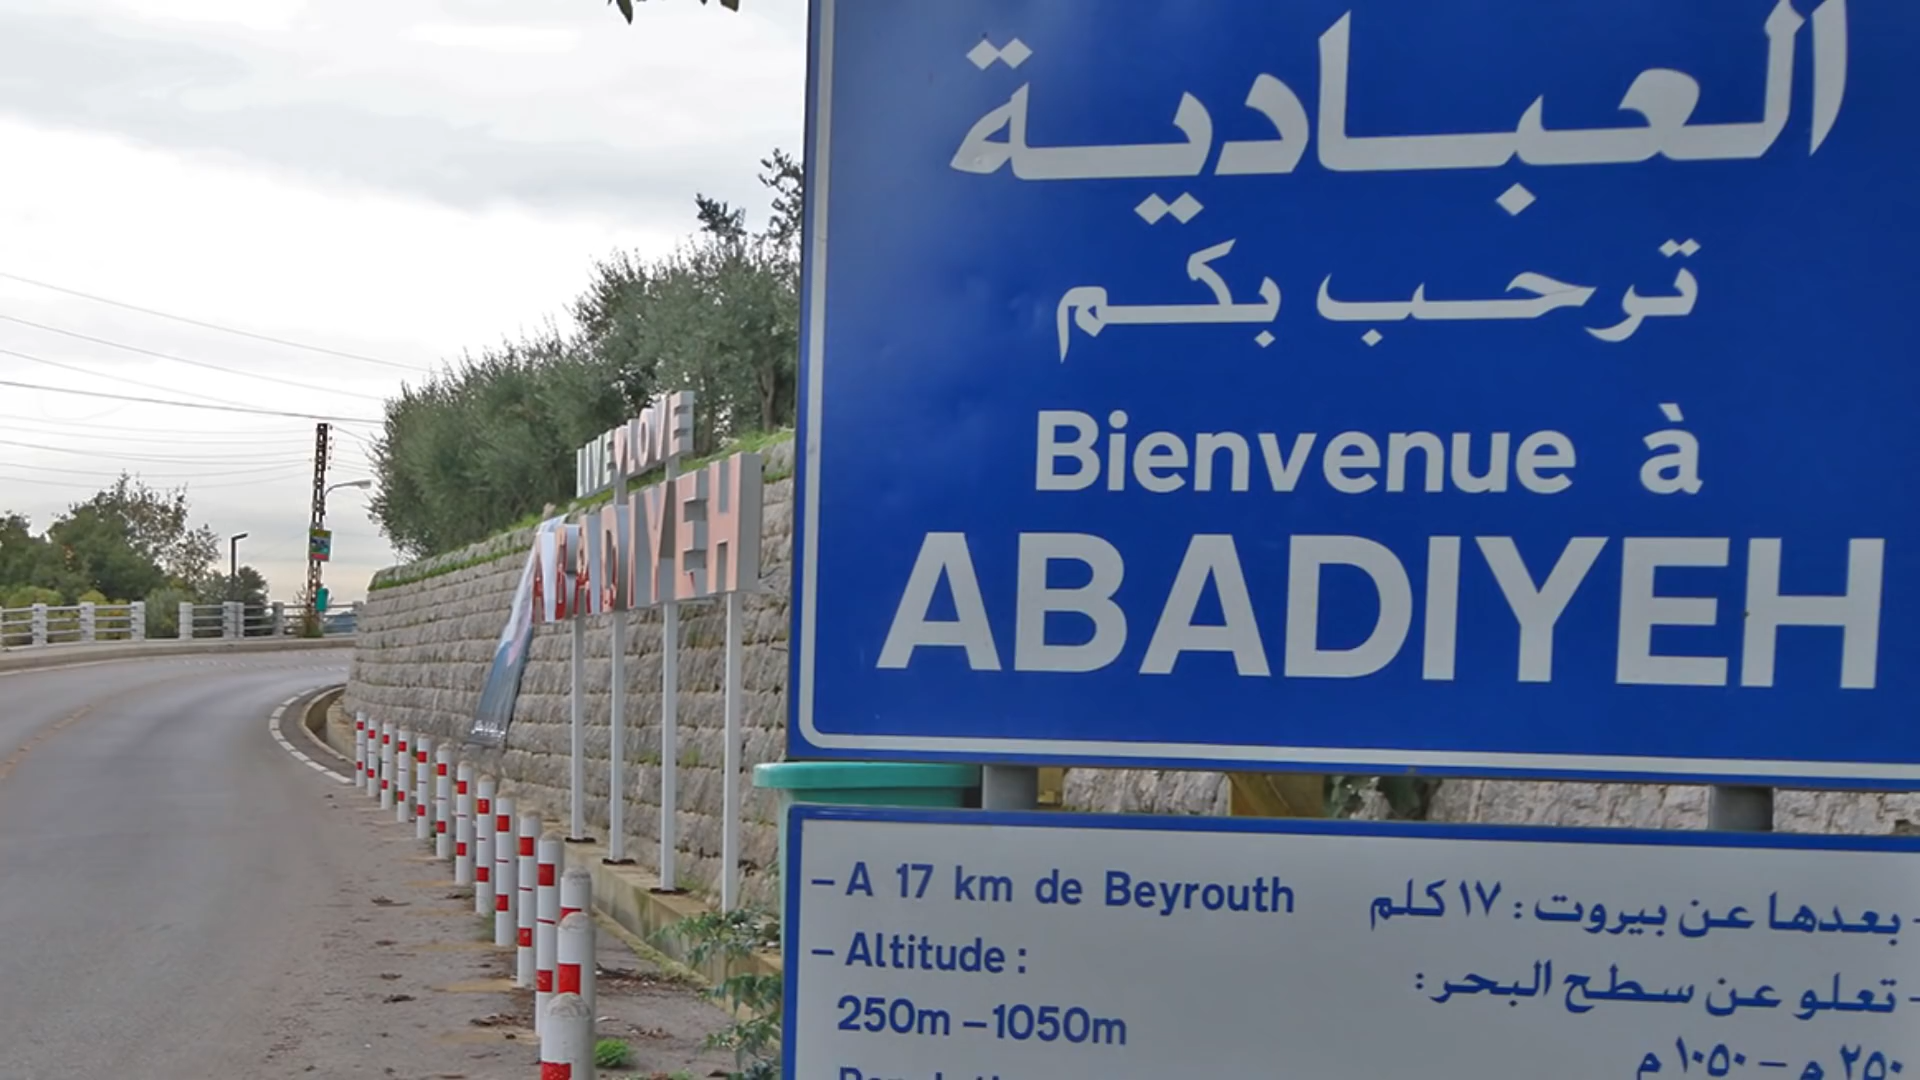 العبادية
ترحب بكم
Bienvenue à
ABADIYEH
LIVE LOVE
ABADIYEH
– A 17 km de Beyrouth
– Altitude :
250m – 1050m
- بعدها عن بيروت : ١٧ كلم
- تعلو عن سطح البحر :
٢٥٠ م – ١٠٥٠ م